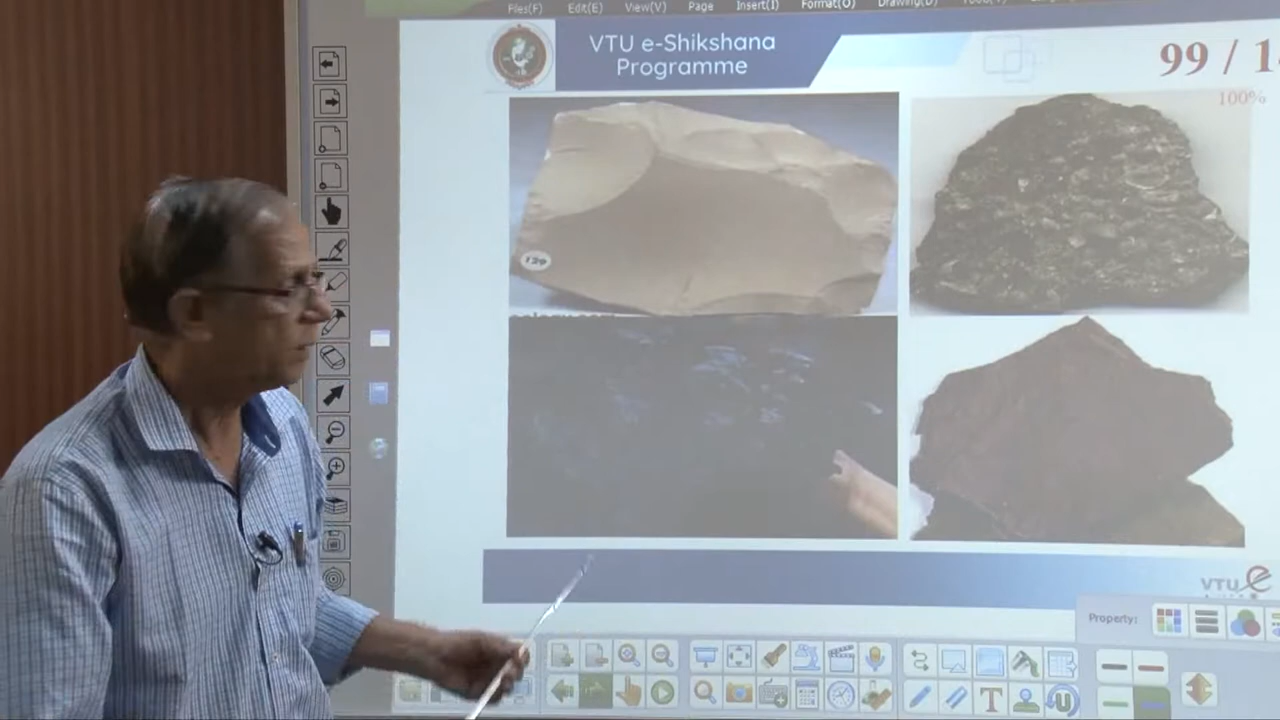 Files(F) Edit(E) View(V) Page Insert(I) Format(O) Drawing(D)
VTU e-Shikshana
Programme
99 / 1
100%
129
VTU e
Property:
T
U